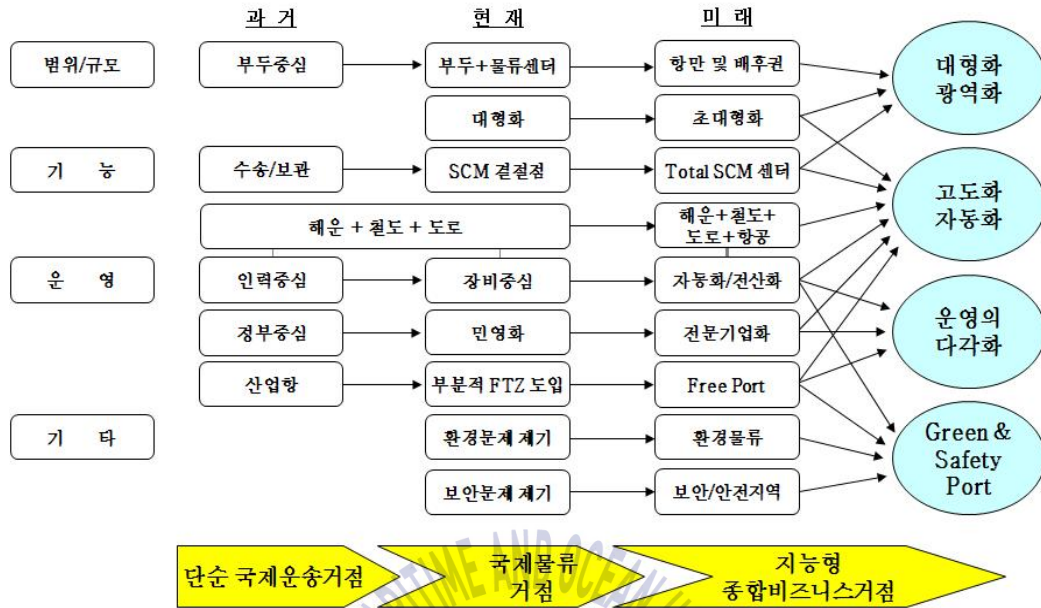 과 거 현 재 미 래
범위/규모 부두중심 부두+물류센터 항만 및 배후권
대형화
광역화
대형화 초대형화
기 능 수송/보관 SCM 결절점 Total SCM 센터
고도화
자동화
해운 + 철도 + 도로
해운+철도+
도로+항공
운 영 인력중심 장비중심 자동화/전산화
정부중심 민영화 전문기업화
운영의
다각화
산업항 부분적 FTZ 도입 Free Port
기 타 환경문제 제기 환경물류
Green &
Safety
Port
보안문제 제기 보안/안전지역
단순 국제운송거점
국제물류
거점
지능형
종합비즈니스거점
TIME AND OCEAN